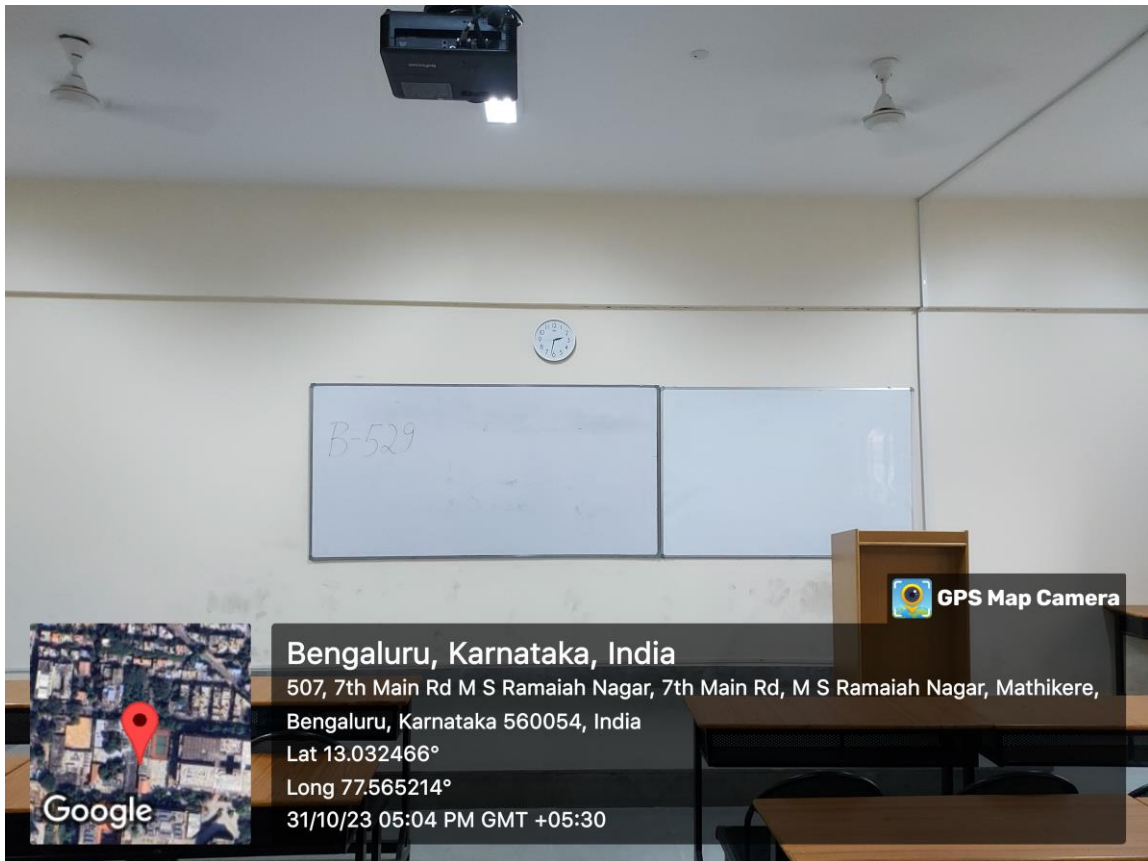 12
B-529
GPS Map Camera
Bengaluru, Karnataka, India
507, 7th Main Rd M S Ramaiah Nagar, 7th Main Rd, M S Ramaiah Nagar, Mathikere,
Bengaluru, Karnataka 560054, India
Lat 13.032466°
Long 77.565214°
31/10/23 05:04 PM GMT +05:30
Google